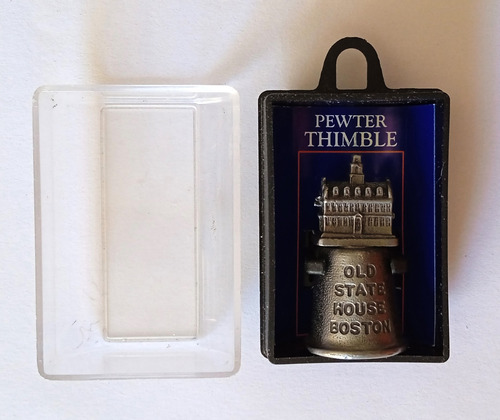 PEWTER
THIMBLE
OLD
STATE
HOUSE
BOSTON